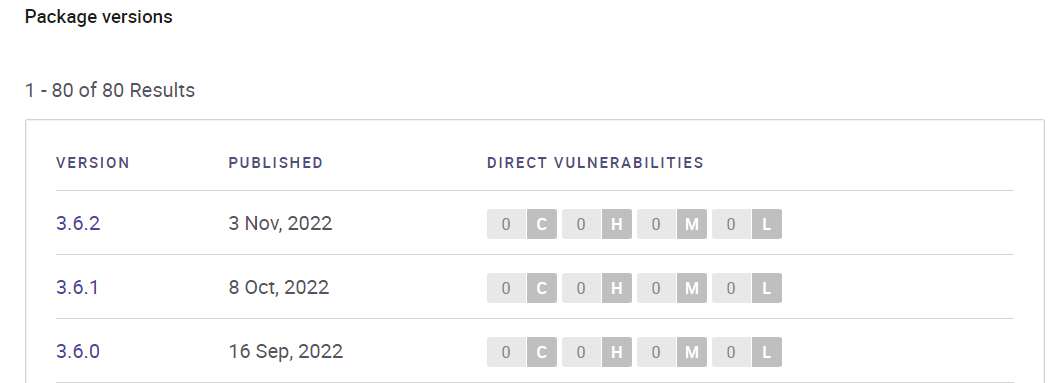 Package versions
1 - 80 of 80 Results
VERSION PUBLISHED DIRECT VULNERABILITIES
3.6.2 3 Nov, 2022 0 C 0 H 0 M 0 L
3.6.1 8 Oct, 2022 0 C 0 H 0 M 0 L
3.6.0 16 Sep, 2022 0 C 0 H 0 M 0 L